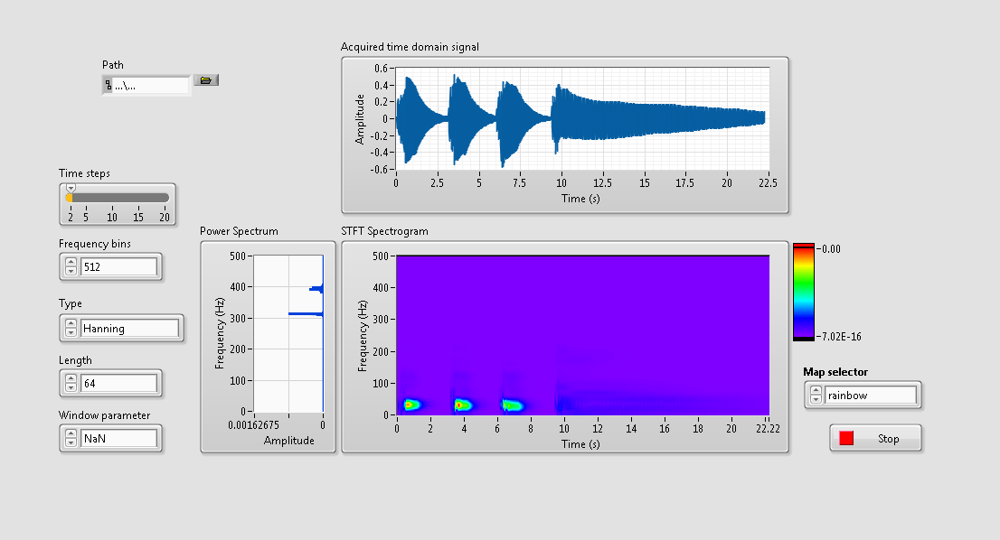 Acquired time domain signal
Path
...\...
0.6
0.4
0.2
0
-0.2
-0.4
-0.6
Amplitude
0 2.5 5 7.5 10 12.5 15 17.5 20 22.5
Time (s)
Time steps
2 5 10 15 20
Frequency bins
512
Type
Hanning
Length
64
Window parameter
NaN
Power Spectrum
500
400
300
200
100
0
Frequency (Hz)
0.00162675 0
Amplitude
STFT Spectrogram
500
400
300
200
100
0
Frequency (Hz)
0 2 4 6 8 10 12 14 16 18 20 22.22
Time (s)
-0.00
-7.02E-16
Map selector
rainbow
Stop